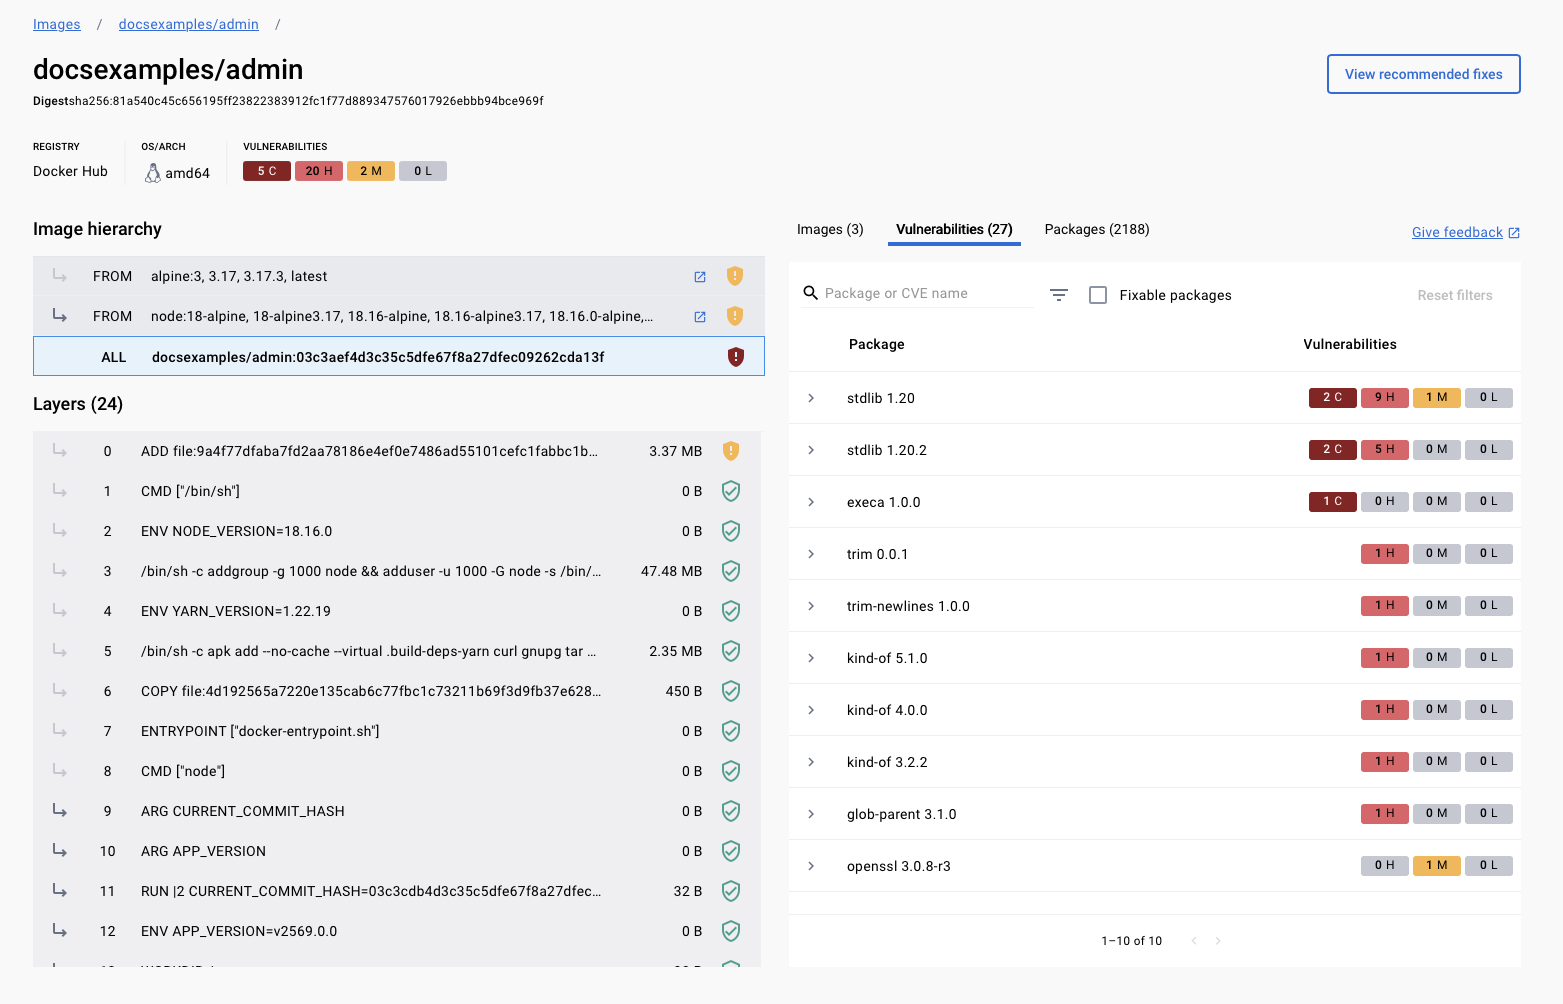 Images / docsexamples/admin /
docsexamples/admin
Digestsha256:81a540c45c656195ff23822383912fc1f77d889347576017926ebbb94bce969f
View recommended fixes
REGISTRY
Docker Hub
OS/ARCH
amd64
VULNERABILITIES
5 C 20 H 2 M 0 L
Image hierarchy
FROM alpine:3, 3.17, 3.17.3, latest
FROM node:18-alpine, 18-alpine3.17, 18.16-alpine, 18.16-alpine3.17, 18.16.0-alpine,...
ALL docsexamples/admin:03c3aef4d3c35c5dfe67f8a27dfec09262cda13f
Layers (24)
0 ADD file:9a4f77dfaba7fd2aa78186e4ef0e7486ad55101cefc1fabbc1b... 3.37 MB
1 CMD ["/bin/sh"] 0 B
2 ENV NODE_VERSION=18.16.0 0 B
3 /bin/sh -c addgroup -g 1000 node && adduser -u 1000 -G node -s /bin/... 47.48 MB
4 ENV YARN_VERSION=1.22.19 0 B
5 /bin/sh -c apk add --no-cache --virtual .build-deps-yarn curl gnupg tar ... 2.35 MB
6 COPY file:4d192565a7220e135cab6c77fbc1c73211b69f3d9fb37e628... 450 B
7 ENTRYPOINT ["docker-entrypoint.sh"] 0 B
8 CMD ["node"] 0 B
9 ARG CURRENT_COMMIT_HASH 0 B
10 ARG APP_VERSION 0 B
11 RUN |2 CURRENT_COMMIT_HASH=03c3cdb4d3c35c5dfe67f8a27dfec... 32 B
12 ENV APP_VERSION=v2569.0.0 0 B
Images (3) Vulnerabilities (27) Packages (2188)
Give feedback
Package or CVE name
Fixable packages
Reset filters
Package Vulnerabilities
stdlib 1.20 2 C 9 H 1 M 0 L
stdlib 1.20.2 2 C 5 H 0 M 0 L
execa 1.0.0 1 C 0 H 0 M 0 L
trim 0.0.1 1 H 0 M 0 L
trim-newlines 1.0.0 1 H 0 M 0 L
kind-of 5.1.0 1 H 0 M 0 L
kind-of 4.0.0 1 H 0 M 0 L
kind-of 3.2.2 1 H 0 M 0 L
glob-parent 3.1.0 1 H 0 M 0 L
openssl 3.0.8-r3 0 H 1 M 0 L
1–10 of 10